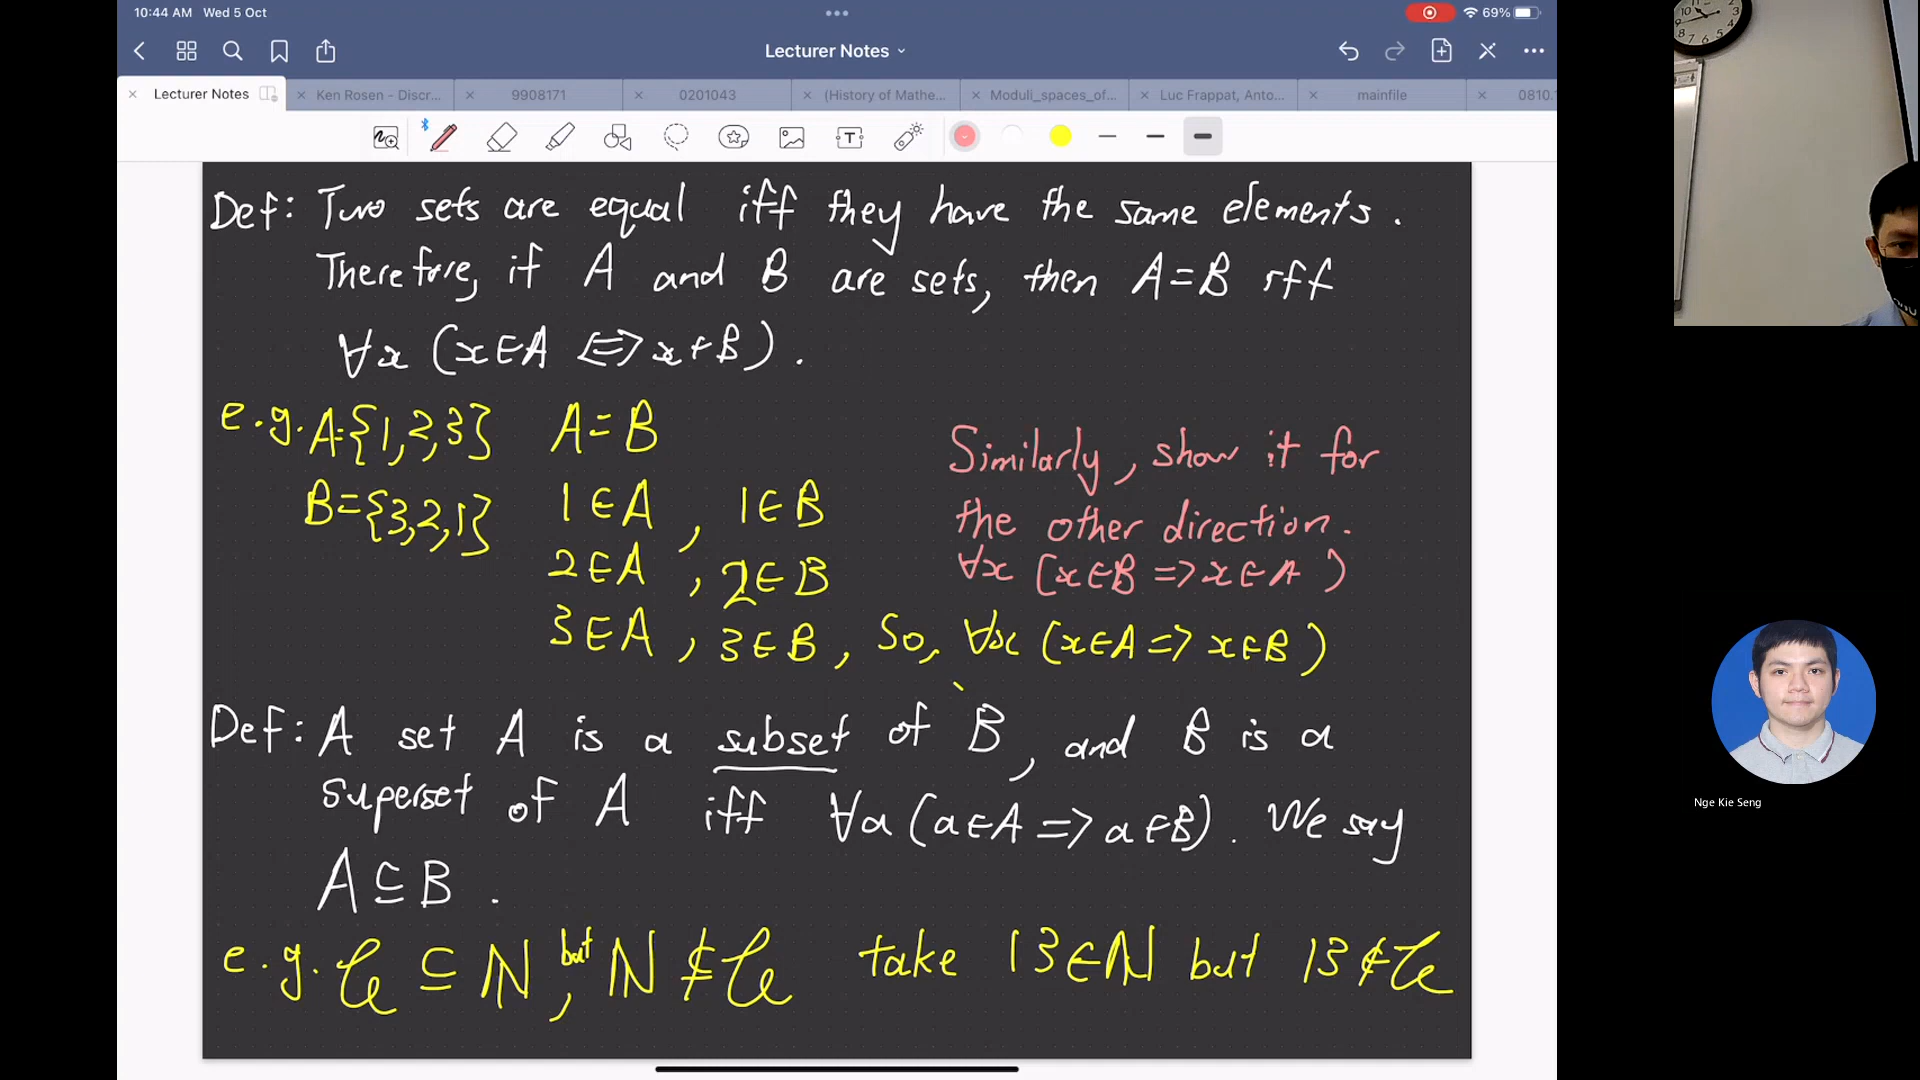 10:44 AM Wed 5 Oct
69%
Lecturer Notes
Lecturer Notes
Ken Rosen - Discr...
9908171
0201043
(History of Mathe...
Moduli_spaces_of...
Luc Frappat, Anto...
mainfile
0810.
Def: Two sets are equal iff they have the same elements.
Therefore, if A and B are sets, then A=B iff
∀x (x∈A ⟺ x∈B).
e.g. A={1,2,3} A=B
B={3,2,1} 1∈A, 1∈B
2∈A, 2∈B
3∈A, 3∈B, So, ∀x (x∈A => x∈B)
Similarly, show it for
the other direction.
∀x (x∈B => x∈A)
Def: A set A is a subset of B, and B is a
superset of A iff ∀a (a∈A => a∈B). We say
A⊆B.
e.g. 𝒞 ⊆ ℕ, but ℕ ⊈ 𝒞 take 13∈ℕ but 13∉𝒞
Nge Kie Seng